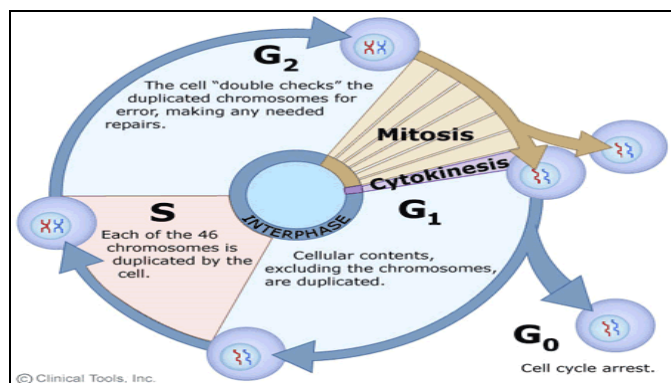 G2
The cell "double checks" the
duplicated chromosomes for
error, making any needed
repairs.
Mitosis
Cytokinesis
S
Each of the 46
chromosomes is
duplicated by the
cell.
INTERPHASE
G1
Cellular contents,
excluding the chromosomes,
are duplicated.
G0
Cell cycle arrest.
© Clinical Tools, Inc.